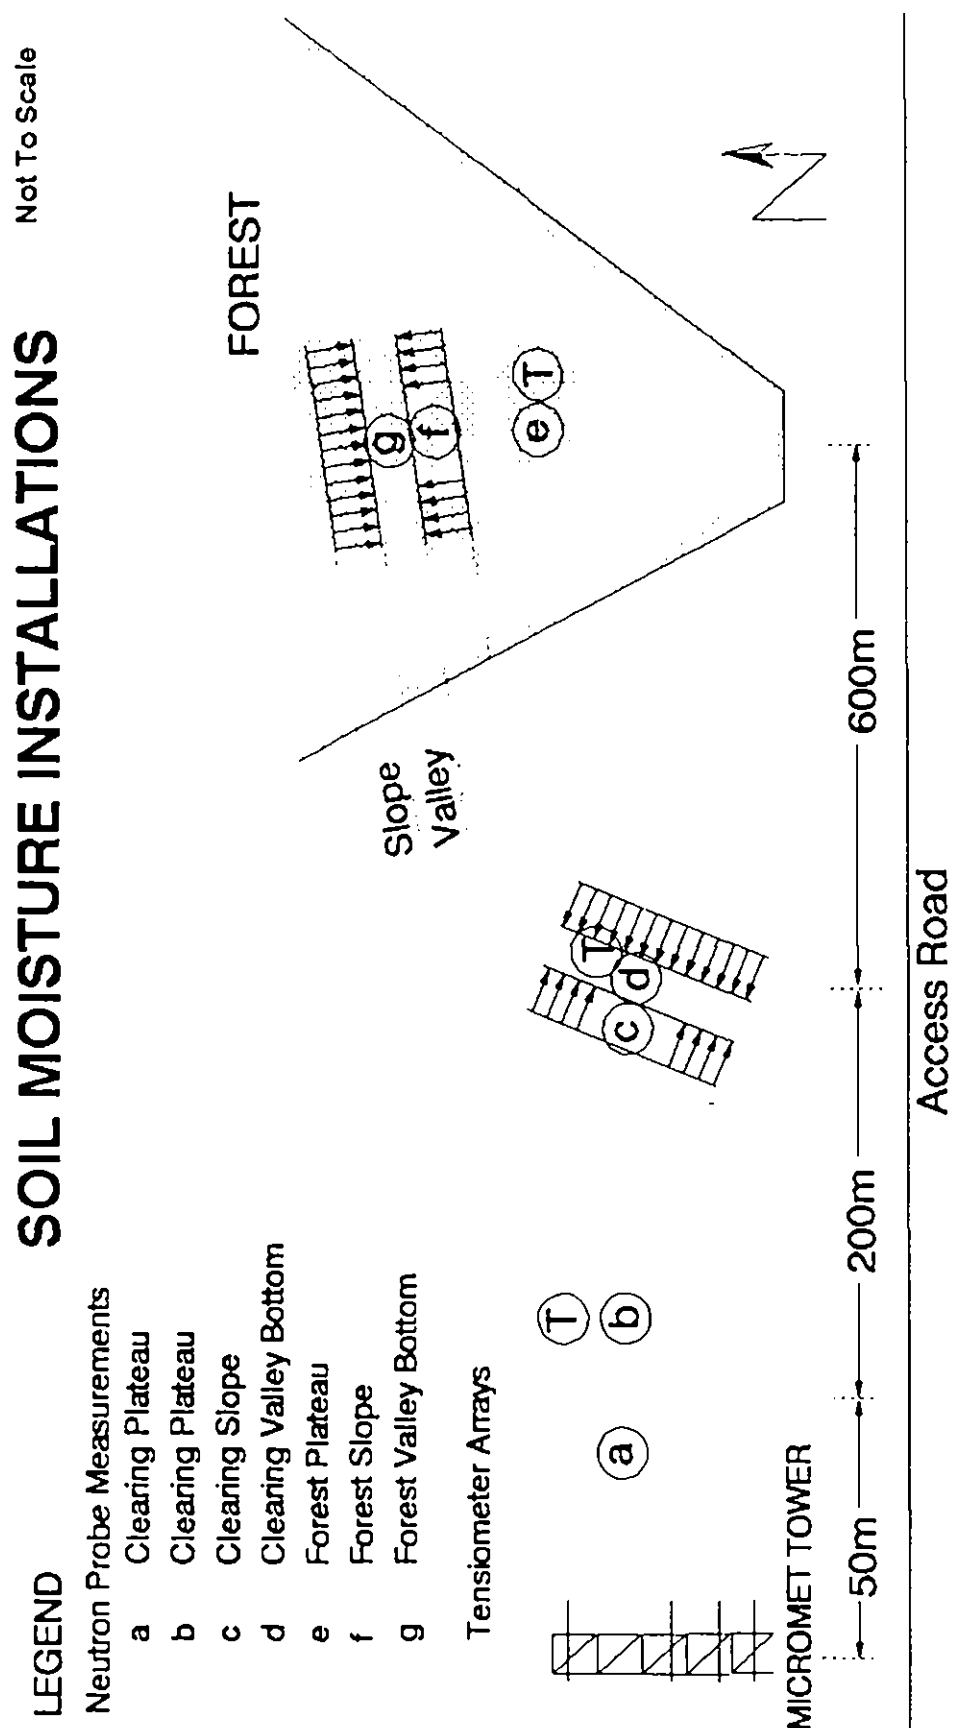 SOIL MOISTURE INSTALLATIONS
Not To Scale
LEGEND
Neutron Probe Measurements
a Clearing Plateau
b Clearing Plateau
c Clearing Slope
d Clearing Valley Bottom
e Forest Plateau
f Forest Slope
g Forest Valley Bottom
Tensiometer Arrays
FOREST
Slope
Valley
g
f
e
T
T
d
c
T
b
a
N
MICROMET TOWER
50m
200m
600m
Access Road